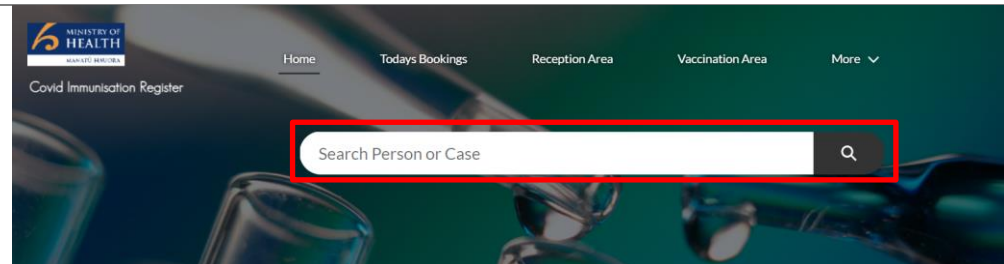 MINISTRY OF
HEALTH
MANATŪ HAUORA
Covid Immunisation Register
Home Todays Bookings Reception Area Vaccination Area More
Search Person or Case